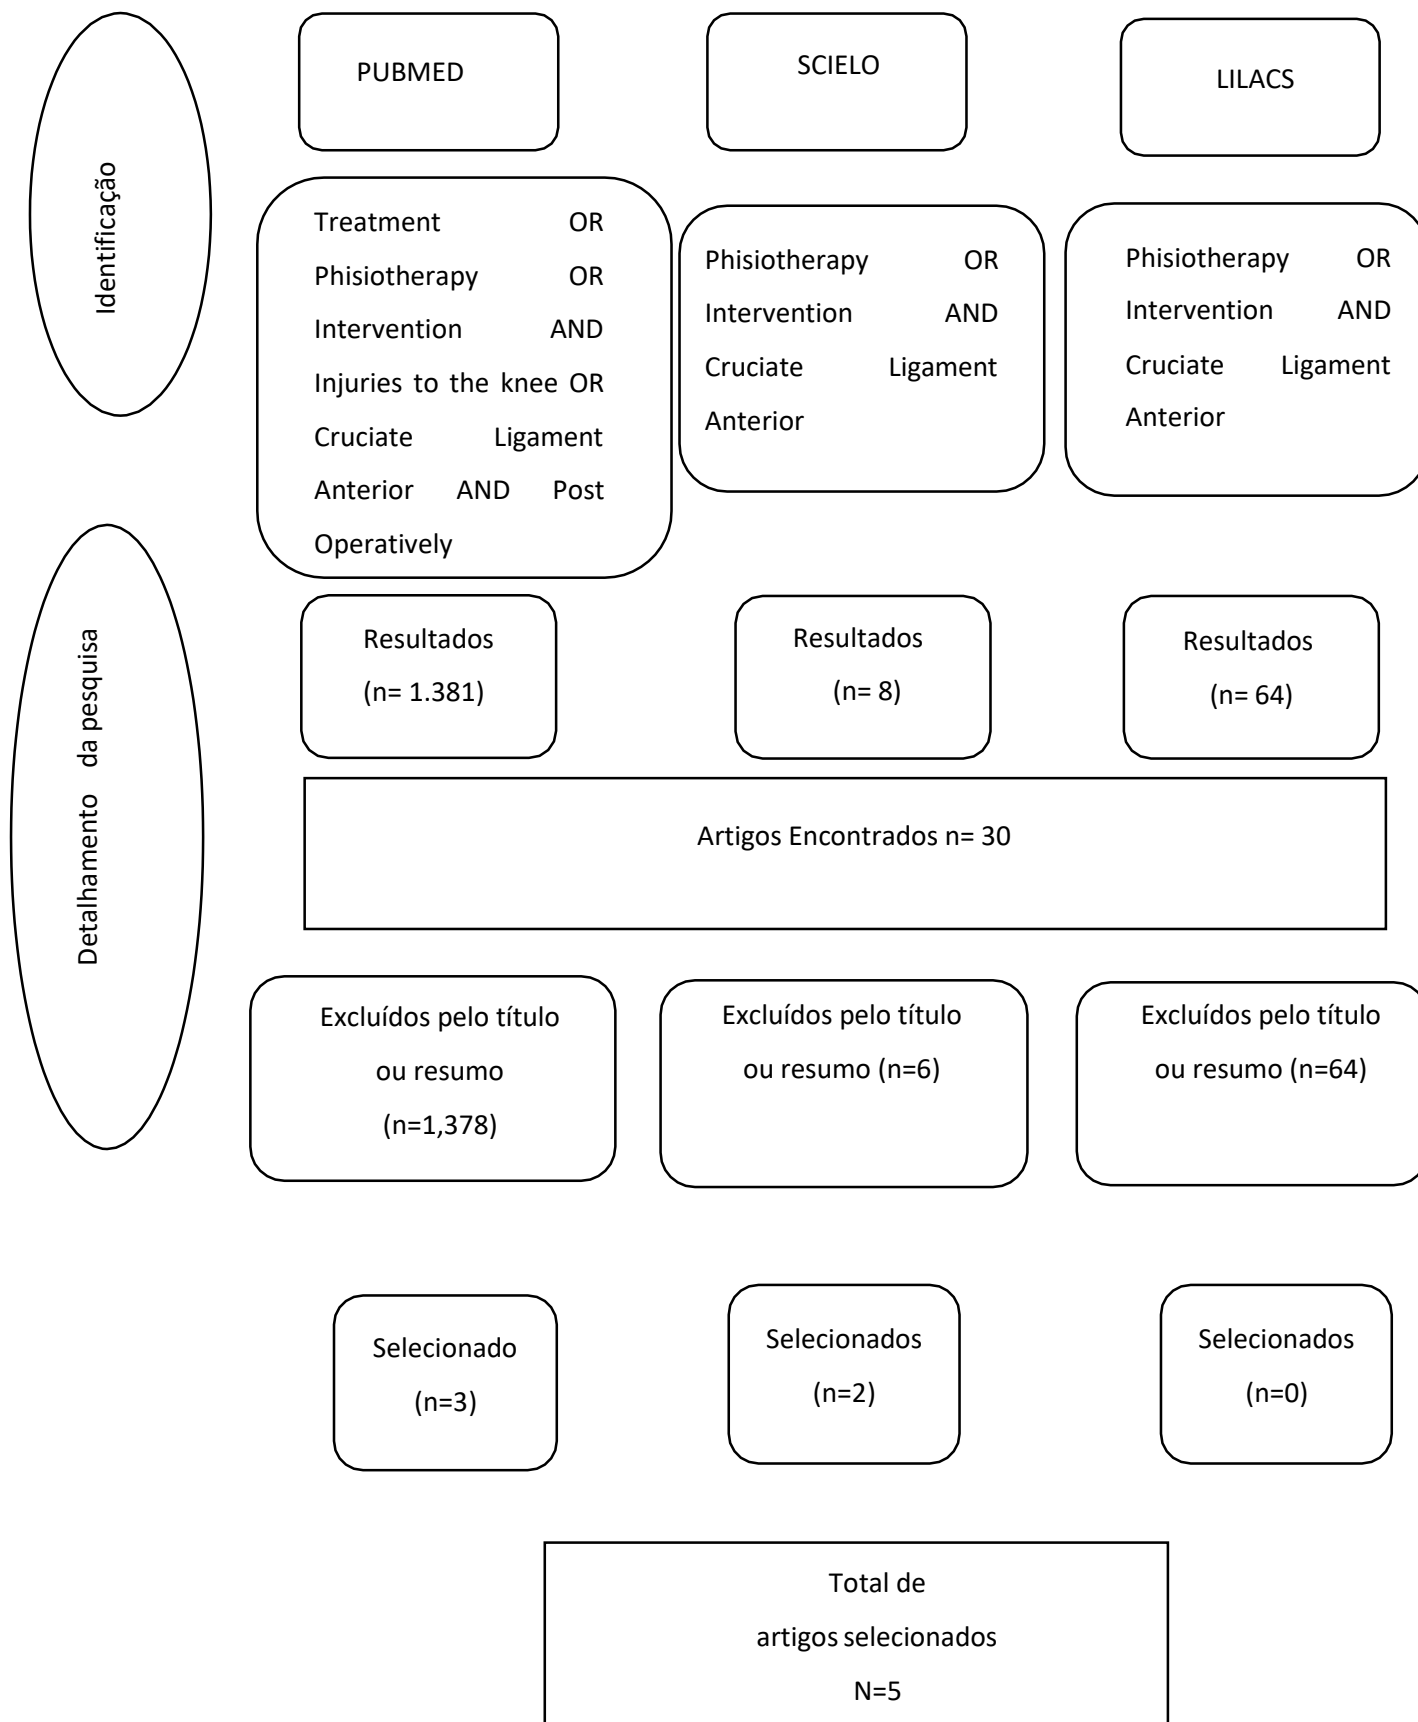 Identificação
PUBMED
SCIELO
LILACS
Treatment OR
Phisiotherapy OR
Intervention AND
Injuries to the knee OR
Cruciate Ligament
Anterior AND Post
Operatively
Phisiotherapy OR
Intervention AND
Cruciate Ligament
Anterior
Phisiotherapy OR
Intervention AND
Cruciate Ligament
Anterior
Detalhamento da pesquisa
Resultados
(n= 1.381)
Resultados
(n= 8)
Resultados
(n= 64)
Artigos Encontrados n= 30
Excluídos pelo título
ou resumo
(n=1,378)
Excluídos pelo título
ou resumo (n=6)
Excluídos pelo título
ou resumo (n=64)
Selecionado
(n=3)
Selecionados
(n=2)
Selecionados
(n=0)
Total de
artigos selecionados
N=5